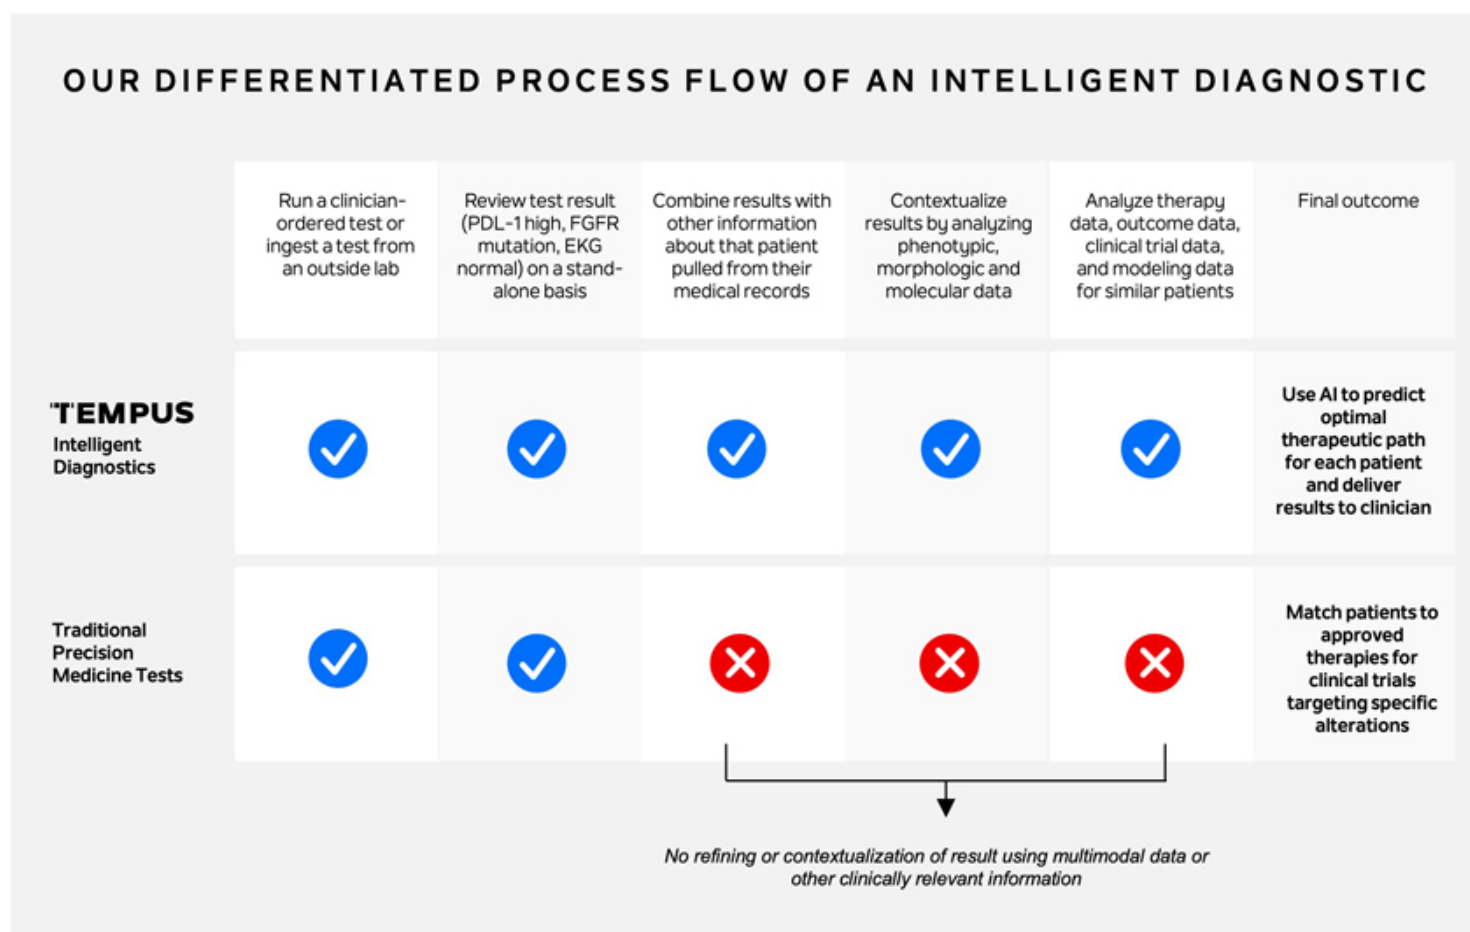 OUR DIFFERENTIATED PROCESS FLOW OF AN INTELLIGENT DIAGNOSTIC
Run a clinician-
ordered test or
ingest a test from
an outside lab
Review test result
(PDL-1 high, FGFR
mutation, EKG
normal) on a stand-
alone basis
Combine results with
other information
about that patient
pulled from their
medical records
Contextualize
results by analyzing
phenotypic,
morphologic and
molecular data
Analyze therapy
data, outcome data,
clinical trial data,
and modeling data
for similar patients
Final outcome
TEMPUS
Intelligent
Diagnostics
Use AI to predict
optimal
therapeutic path
for each patient
and deliver
results to clinician
Traditional
Precision
Medicine Tests
Match patients to
approved
therapies for
clinical trials
targeting specific
alterations
No refining or contextualization of result using multimodal data or
other clinically relevant information